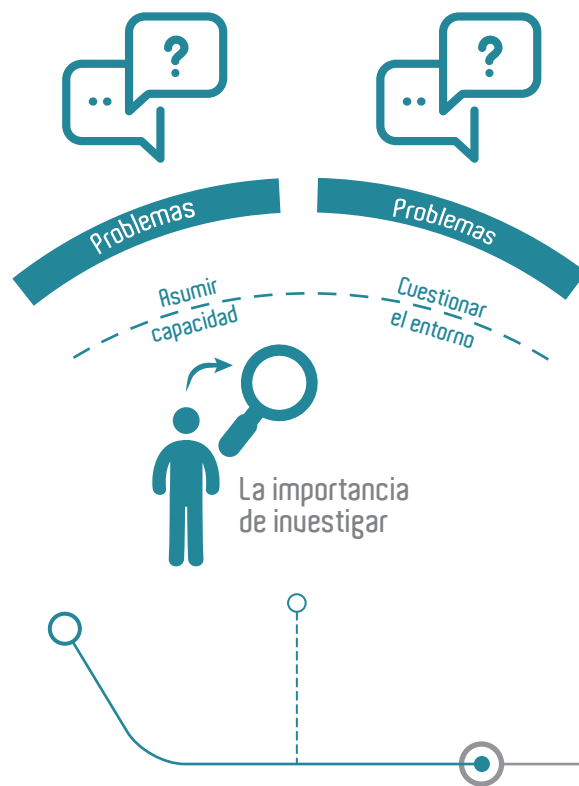 ?
?
Problemas
Problemas
Asumir
capacidad
Cuestionar
el entorno
La importancia
de investigar